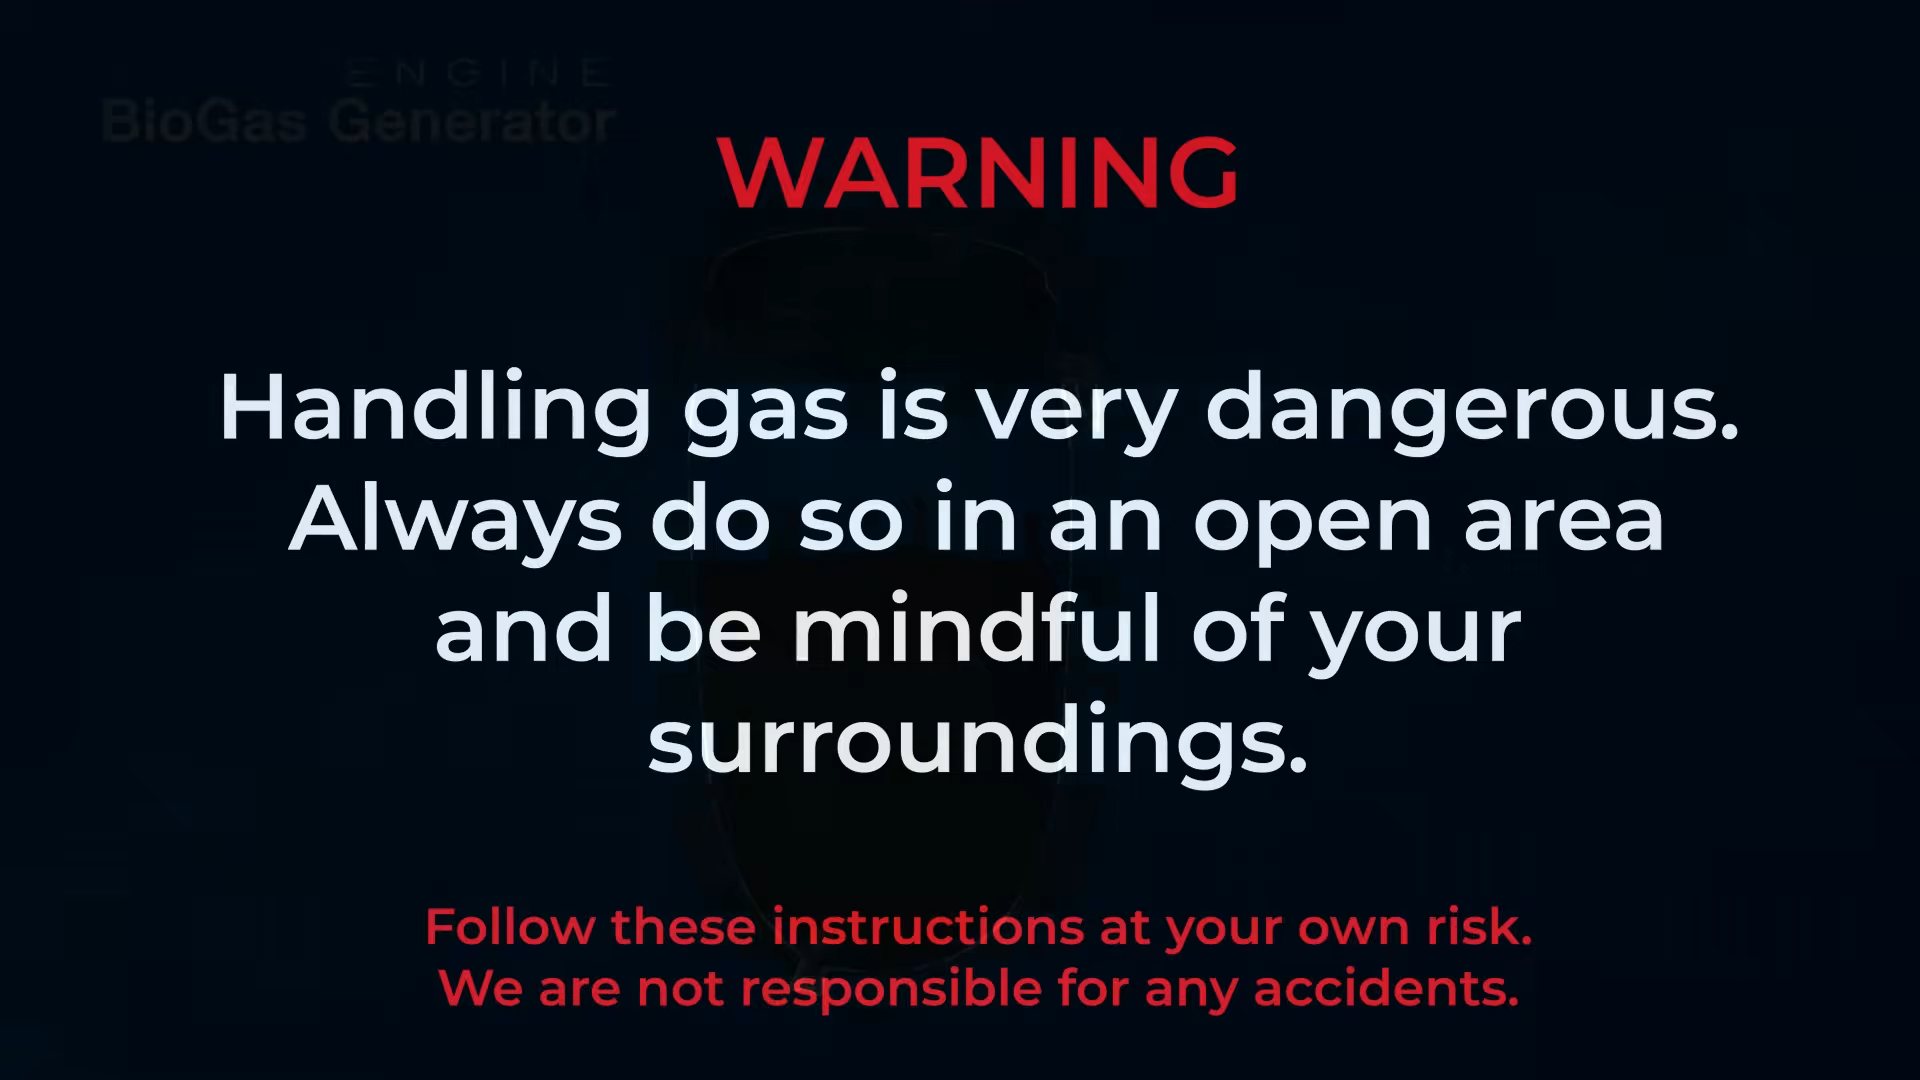 ENGINE
BioGas Generator
WARNING
Handling gas is very dangerous.
Always do so in an open area
and be mindful of your
surroundings.
Follow these instructions at your own risk.
We are not responsible for any accidents.